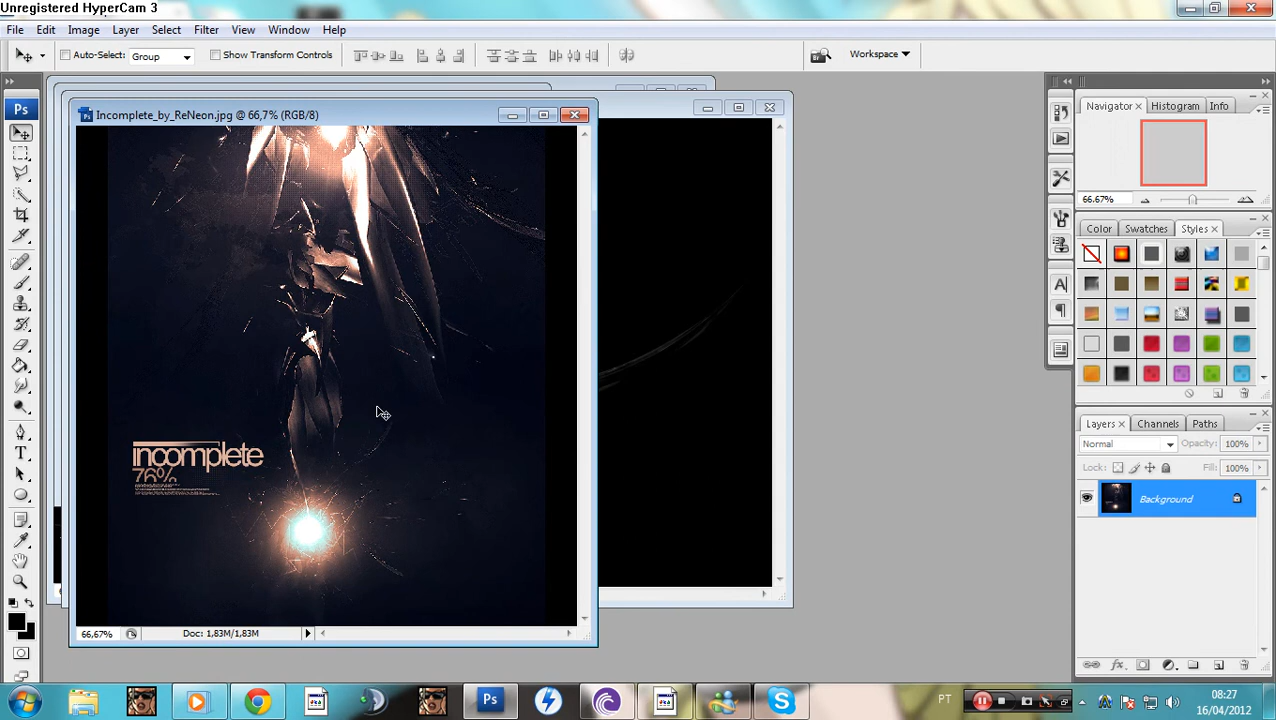 Unregistered HyperCam 3
File Edit Image Layer Select Filter View Window Help
Auto-Select: Group Show Transform Controls Workspace
Ps
Incomplete_by_ReNeon.jpg @ 66,7% (RGB/8)
Navigator Histogram Info
66.67%
Color Swatches Styles
incomplete
76%
Layers Channels Paths
Normal Opacity: 100%
Lock: Fill: 100%
Background
66,67% Doc: 1,83M/1,83M
Ps PT 08:27
16/04/2012